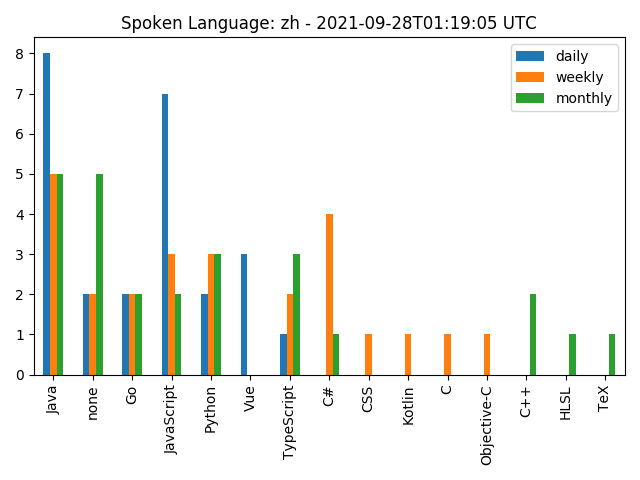 Spoken Language: zh - 2021-09-28T01:19:05 UTC
daily
weekly
monthly
8
7
6
5
4
3
2
1
0
Java
none
Go
JavaScript
Python
Vue
TypeScript
C#
CSS
Kotlin
C
Objective-C
C++
HLSL
TeX